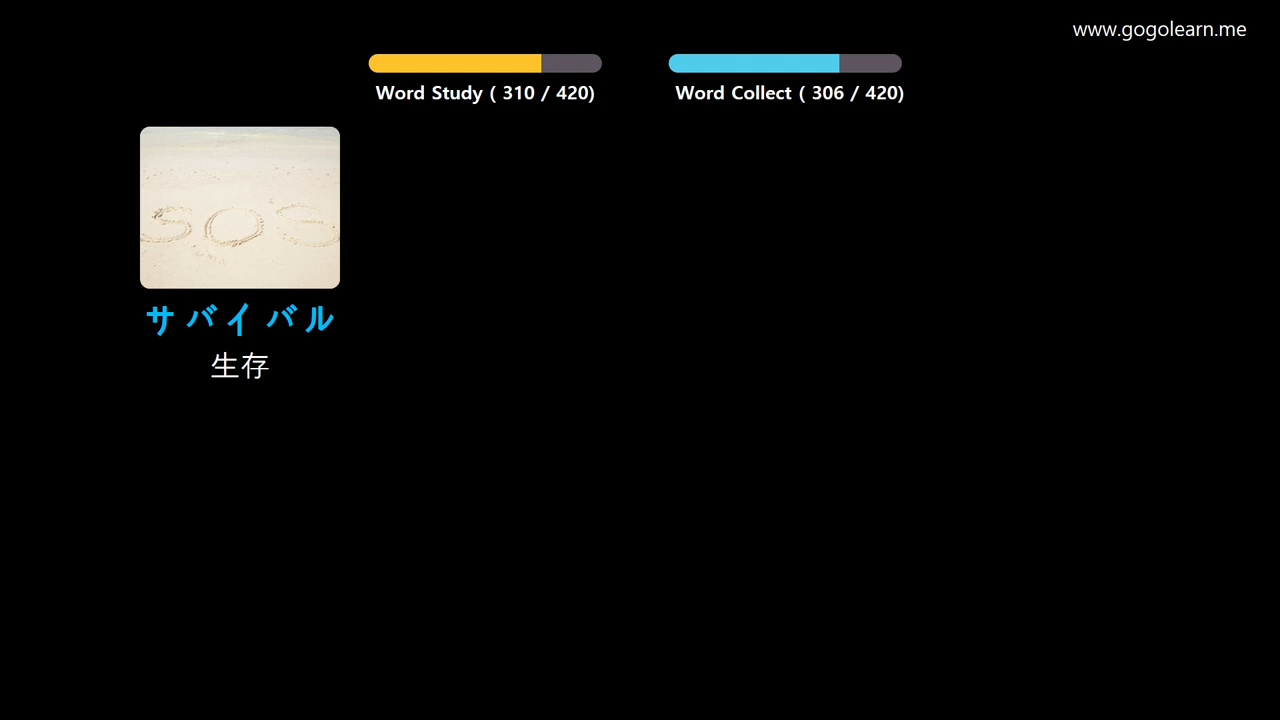 www.gogolearn.me
Word Study ( 310 / 420)
Word Collect ( 306 / 420)
SOS
サバイバル
生存